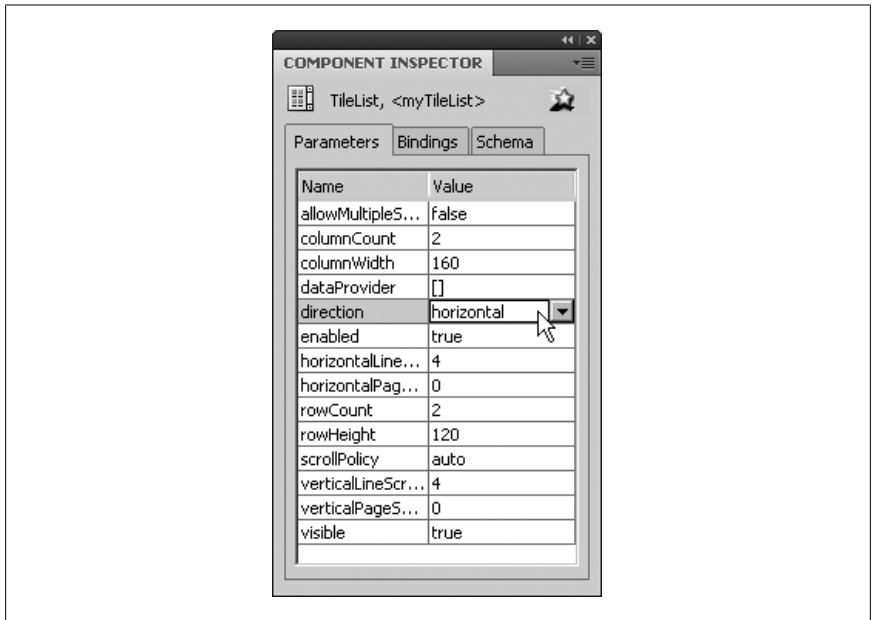 COMPONENT INSPECTOR
TileList, <myTileList>
Parameters Bindings Schema
Name Value
allowMultipleS... false
columnCount 2
columnWidth 160
dataProvider []
direction horizontal
enabled true
horizontalLine... 4
horizontalPag... 0
rowCount 2
rowHeight 120
scrollPolicy auto
verticalLineScr... 4
verticalPageS... 0
visible true